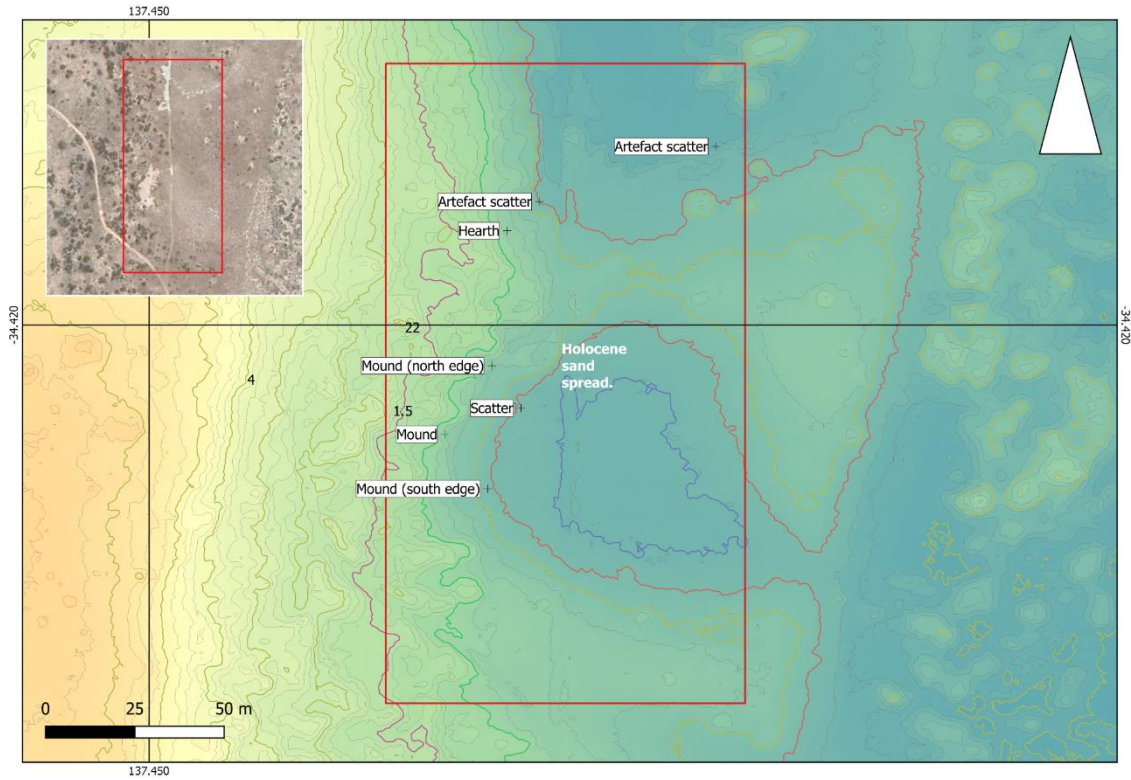 137.450
Artefact scatter
Artefact scatter
Hearth
-34.420
-34.420
22
Holocene
sand
spread.
Mound (north edge)
4
1.5
Scatter
Mound
Mound (south edge)
0 25 50 m
137.450